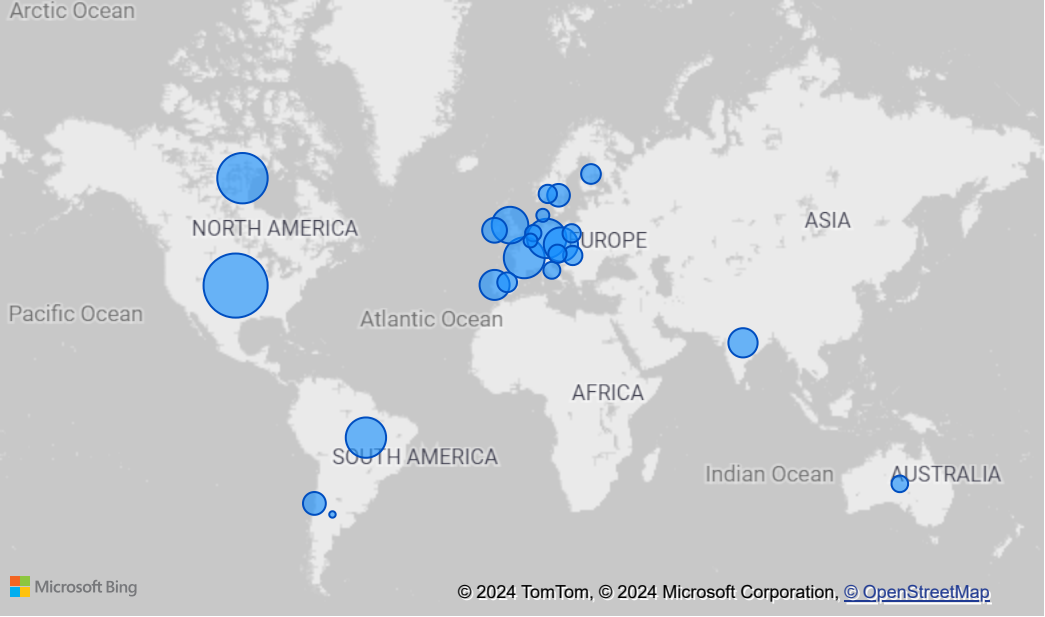 Arctic Ocean
NORTH AMERICA
ASIA
EUROPE
Pacific Ocean
Atlantic Ocean
AFRICA
SOUTH AMERICA
Indian Ocean
AUSTRALIA
Microsoft Bing
© 2024 TomTom, © 2024 Microsoft Corporation, © OpenStreetMap